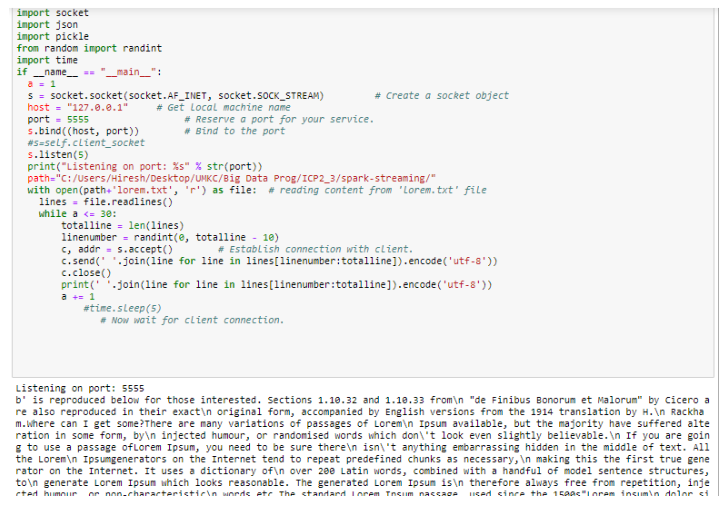 import socket
import json
import pickle
from random import randint
import time
if __name__ == "__main__":
a = 1
s = socket.socket(socket.AF_INET, socket.SOCK_STREAM) # Create a socket object
host = "127.0.0.1" # Get local machine name
port = 5555 # Reserve a port for your service.
s.bind((host, port)) # Bind to the port
#s=self.client_socket
s.listen(5)
print("Listening on port: %s" % str(port))
path="C:/Users/Hiresh/Desktop/UMKC/Big Data Prog/ICP2_3/spark-streaming/"
with open(path+'lorem.txt', 'r') as file: # reading content from 'lorem.txt' file
lines = file.readlines()
while a <= 30:
totalline = len(lines)
linenumber = randint(0, totalline - 10)
c, addr = s.accept() # Establish connection with client.
c.send(' '.join(line for line in lines[linenumber:totalline]).encode('utf-8'))
c.close()
print(' '.join(line for line in lines[linenumber:totalline]).encode('utf-8'))
a += 1
#time.sleep(5)
# Now wait for client connection.
Listening on port: 5555
b' is reproduced below for those interested. Sections 1.10.32 and 1.10.33 from\n "de Finibus Bonorum et Malorum" by Cicero a
re also reproduced in their exact\n original form, accompanied by English versions from the 1914 translation by H.\n Rackha
m.Where can I get some?There are many variations of passages of Lorem\n Ipsum available, but the majority have suffered alte
ration in some form, by\n injected humour, or randomised words which don\'t look even slightly believable.\n If you are goin
g to use a passage ofLorem Ipsum, you need to be sure there\n isn\'t anything embarrassing hidden in the middle of text. All
the Lorem\n Ipsumgenerators on the Internet tend to repeat predefined chunks as necessary,\n making this the first true gene
rator on the Internet. It uses a dictionary of\n over 200 Latin words, combined with a handful of model sentence structures,
to\n generate Lorem Ipsum which looks reasonable. The generated Lorem Ipsum is\n therefore always free from repetition, inje
cted humour, or non-characteristic\n words etc.The standard Lorem Ipsum passage, used since the 1500s"Lorem ipsum\n dolor si